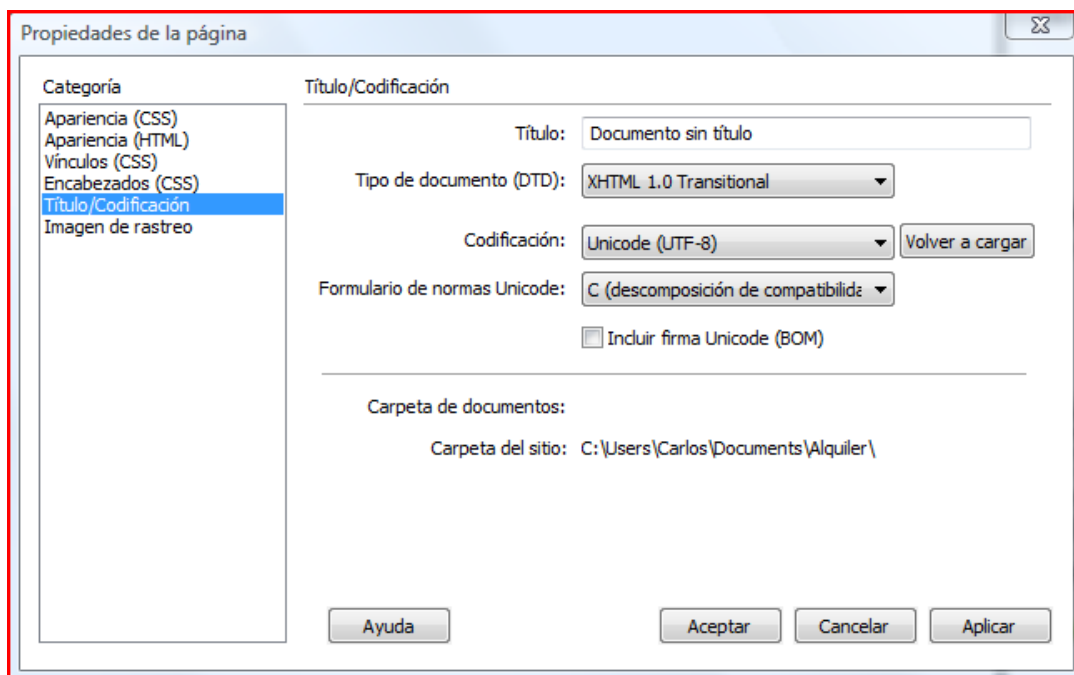 Propiedades de la página
Categoría
Apariencia (CSS)
Apariencia (HTML)
Vínculos (CSS)
Encabezados (CSS)
Título/Codificación
Imagen de rastreo
Título/Codificación
Título: Documento sin título
Tipo de documento (DTD): XHTML 1.0 Transitional
Codificación: Unicode (UTF-8) Volver a cargar
Formulario de normas Unicode: C (descomposición de compatibilida
Incluir firma Unicode (BOM)
Carpeta de documentos:
Carpeta del sitio: C:\Users\Carlos\Documents\Alquiler\
Ayuda Aceptar Cancelar Aplicar